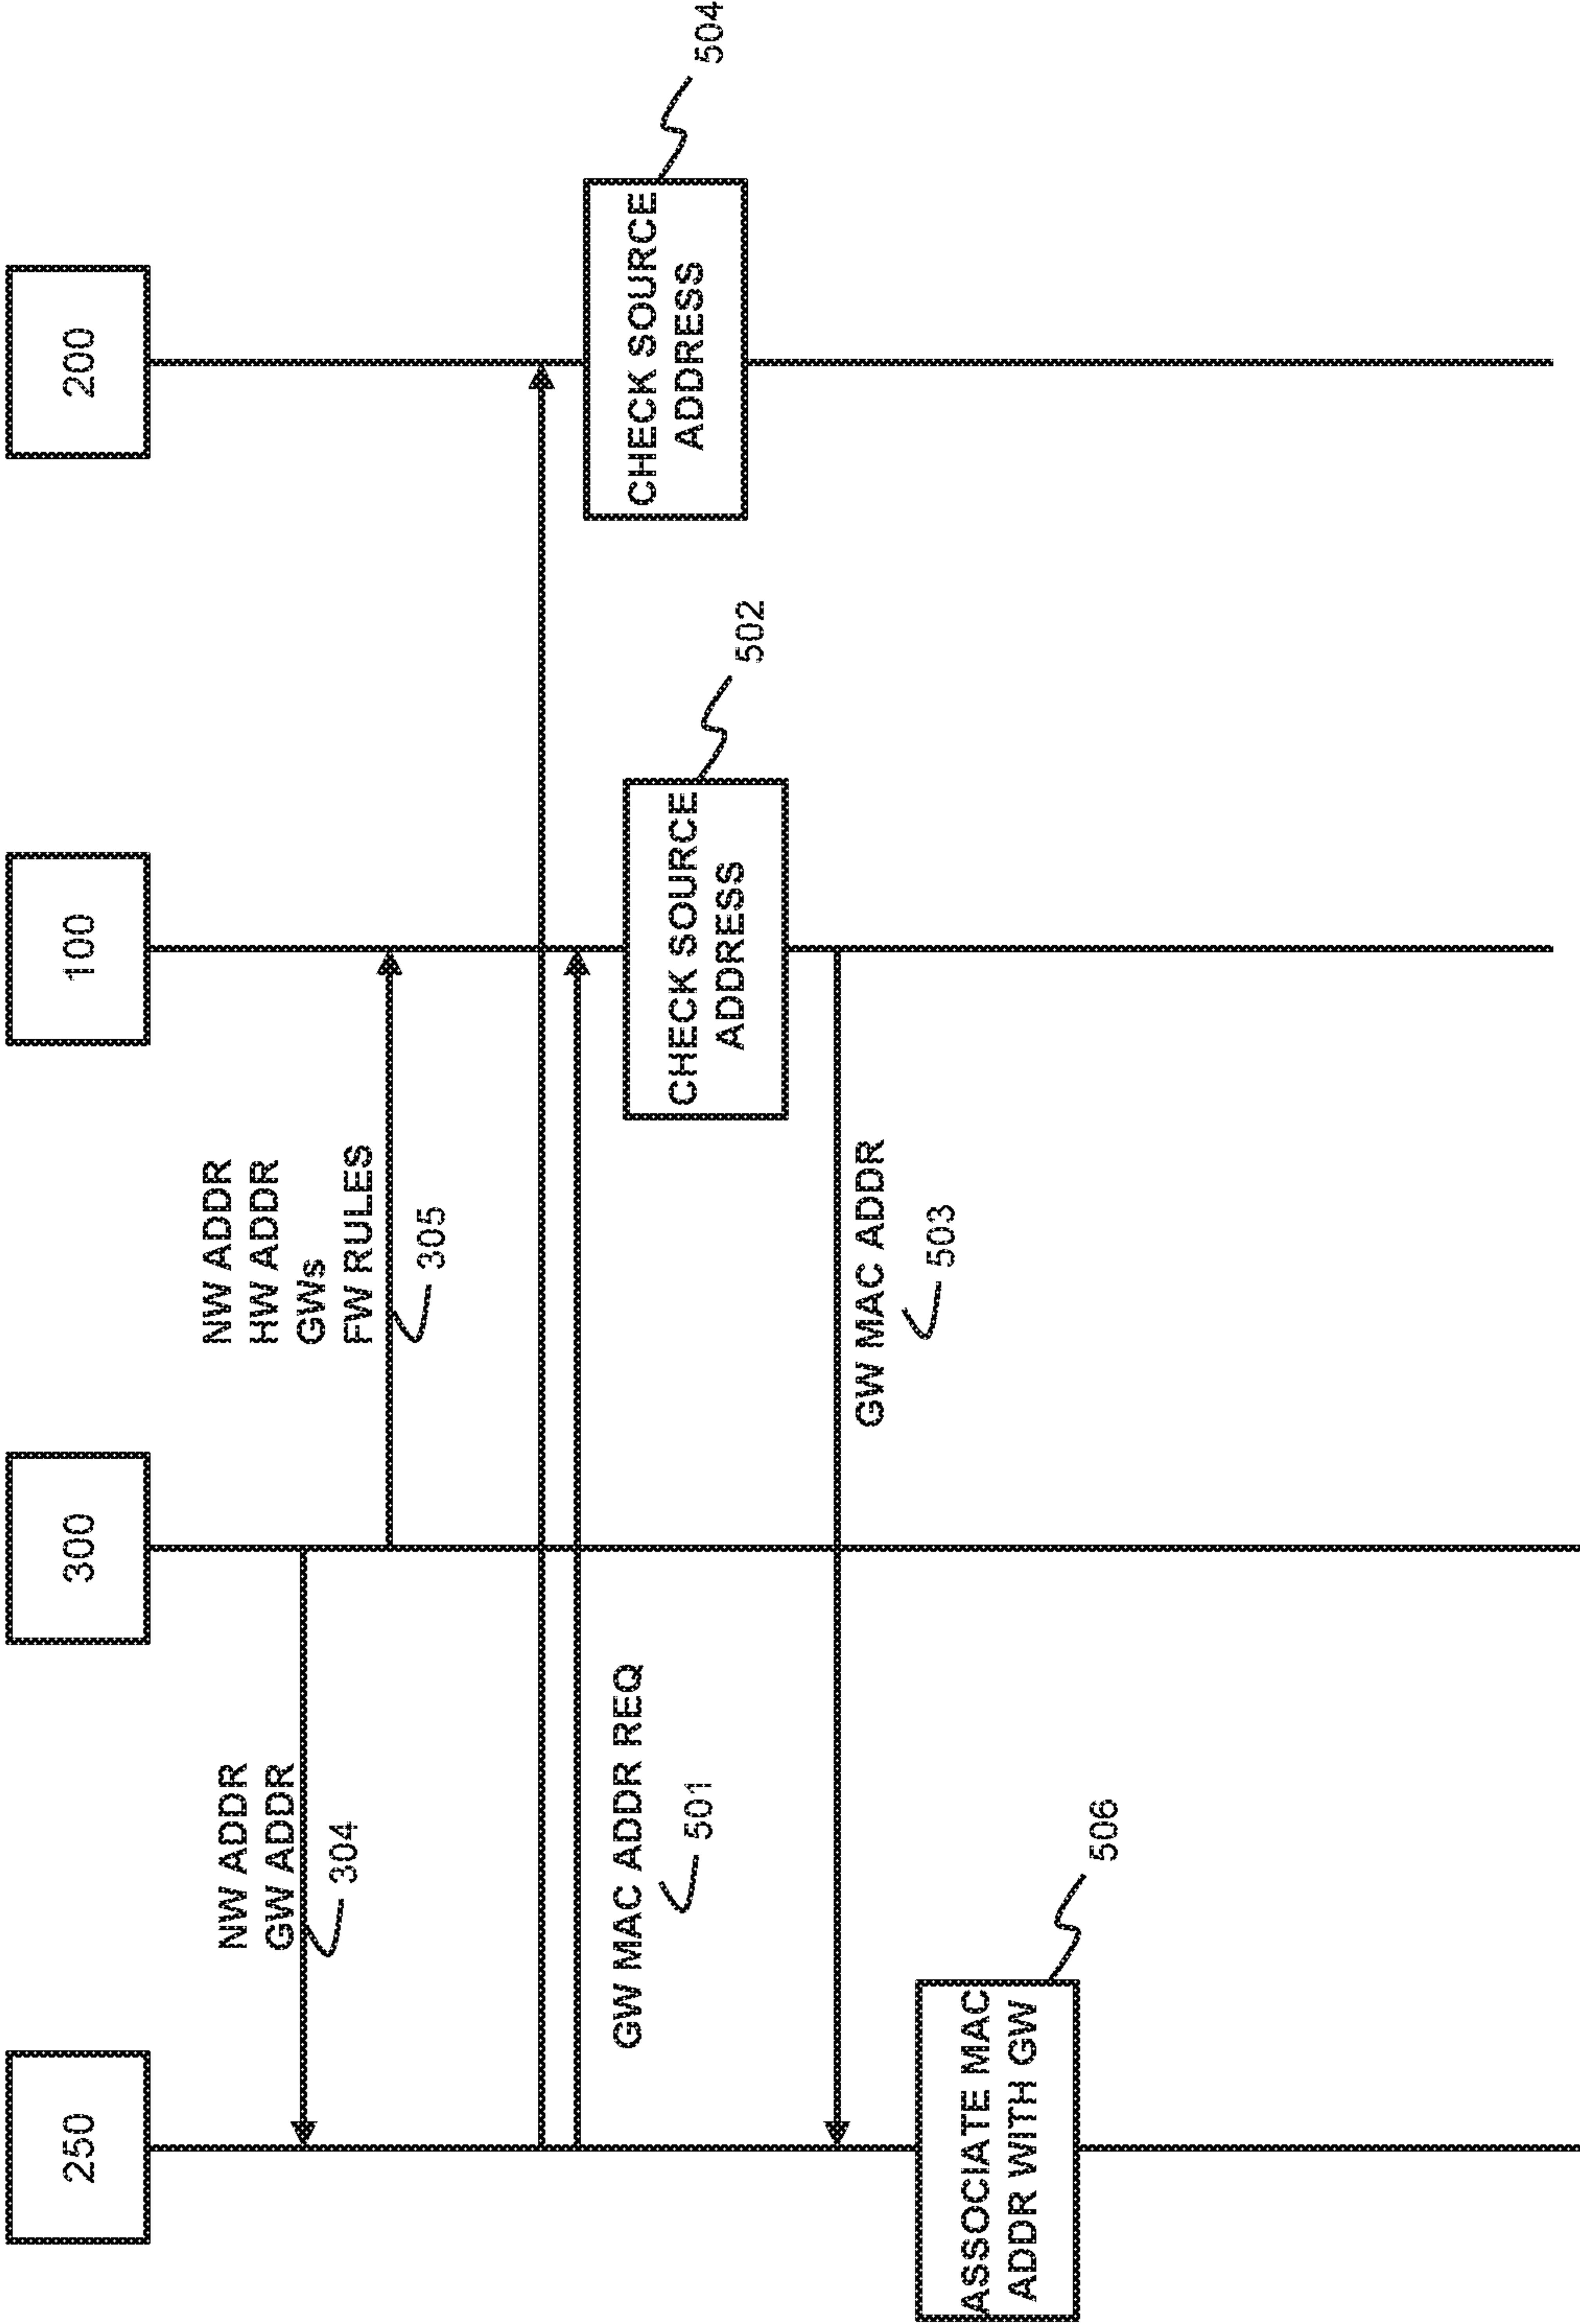 250
300
100
200
NW ADDR
GW ADDR
304
NW ADDR
HW ADDR
GWs
FW RULES
305
GW MAC ADDR REQ
501
CHECK SOURCE
ADDRESS
504
CHECK SOURCE
ADDRESS
502
GW MAC ADDR
503
ASSOCIATE MAC
ADDR WITH GW
506